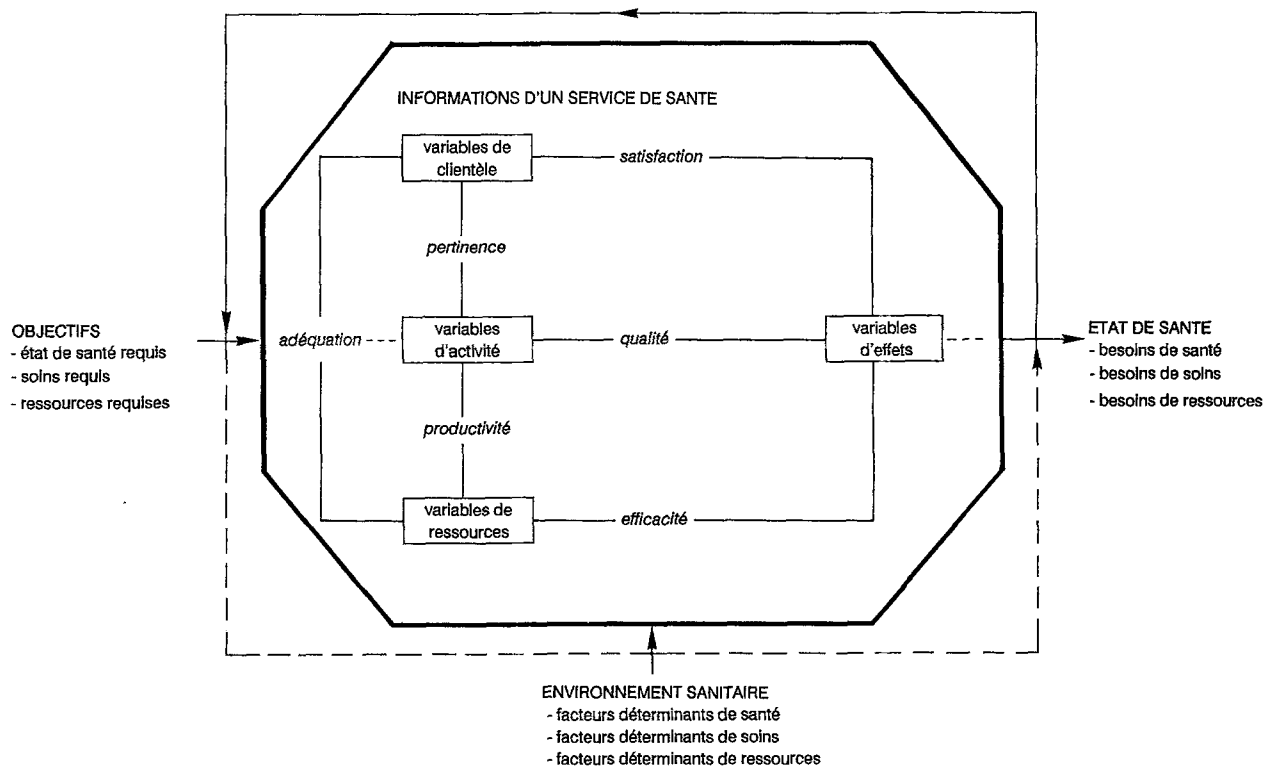 INFORMATIONS D'UN SERVICE DE SANTE
variables de
clientèle
satisfaction
pertinence
OBJECTIFS
- état de santé requis
- soins requis
- ressources requises
adéquation
variables
d'activité
qualité
variables
d'effets
ETAT DE SANTE
- besoins de santé
- besoins de soins
- besoins de ressources
productivité
variables de
ressources
efficacité
ENVIRONNEMENT SANITAIRE
- facteurs déterminants de santé
- facteurs déterminants de soins
- facteurs déterminants de ressources